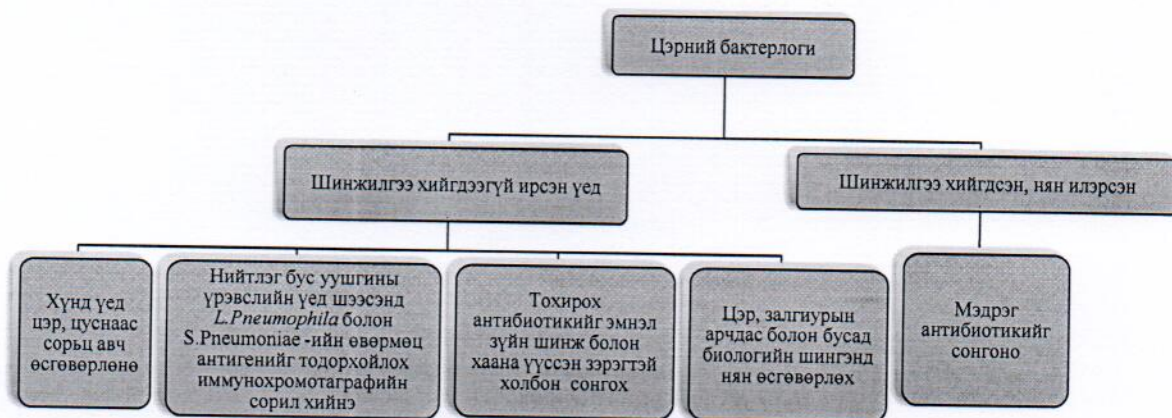 Цэрний бактерлоги
Шинжилгээ хийгдээгүй ирсэн үед
Шинжилгээ хийгдсэн, нян илэрсэн
Хүнд үед
цэр, цуснаас
сорьц авч
өсгөвөрлөнө
Нийтлэг бус уушгины
үрэвслийн үед шээсэнд
L.Pneumophila болон
S.Pneumoniae -ийн өвөрмөц
антигенийг тодорхойлох
иммунохромотаграфийн
сорил хийнэ
Тохирох
антибиотикийг эмнэл
зүйн шинж болон
хаана үүссэн зэрэгтэй
холбон сонгох
Цэр, залгиурын
арчдас болон бусад
биологийн шингэнд
нян өсгөвөрлөх
Мэдрэг
антибиотикийг
сонгоно